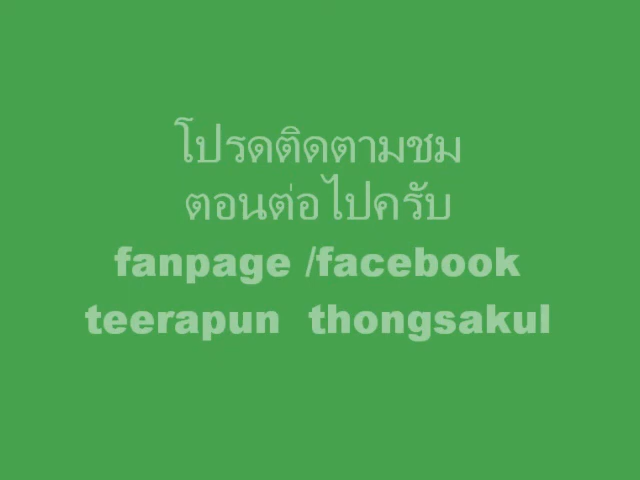 โปรดติดตามชม
ตอนต่อไปครับ
fanpage /facebook
teerapun thongsakul